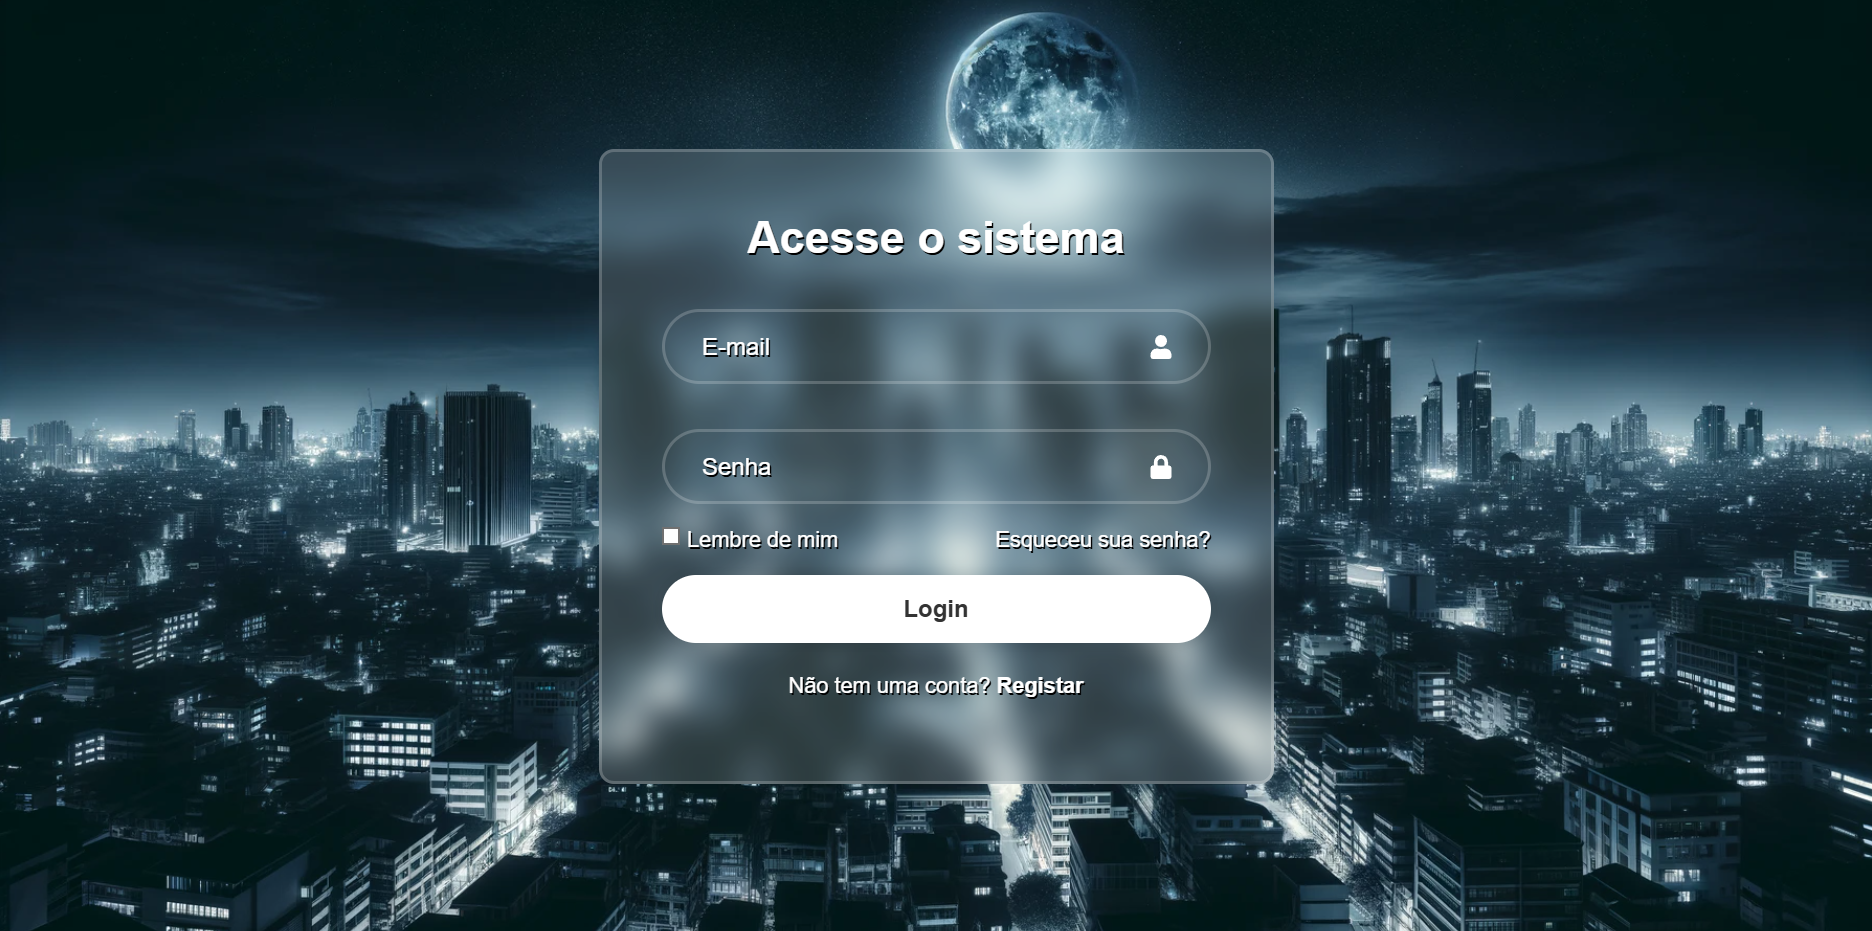 Acesse o sistema
E-mail
Senha
Lembre de mim
Esqueceu sua senha?
Login
Não tem uma conta? Registar